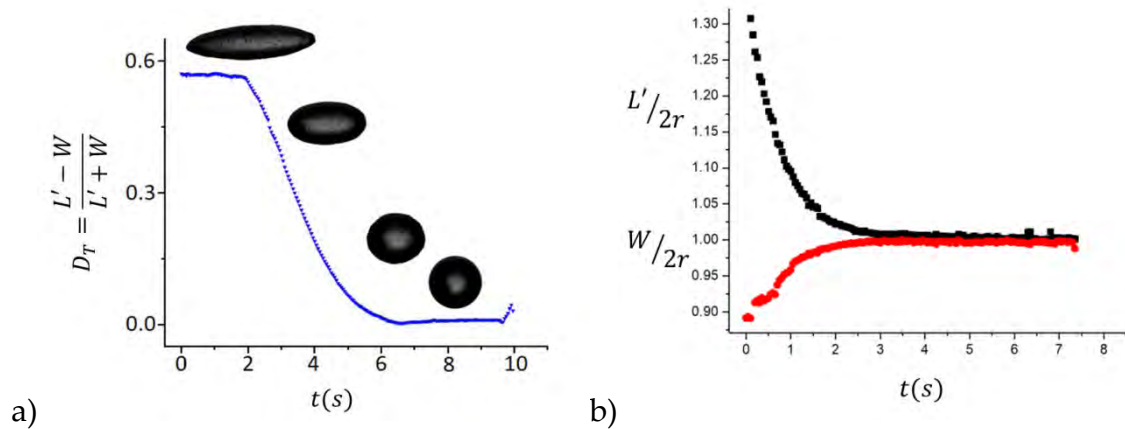 0.6
0.3
0.0
D_T = \frac{L' - W}{L' + W}
0 2 4 6 8 10
t(s)
a)
1.30
1.25
1.20
1.15
1.10
1.05
1.00
0.95
0.90
L'/2r
W/2r
0 1 2 3 4 5 6 7 8
t(s)
b)